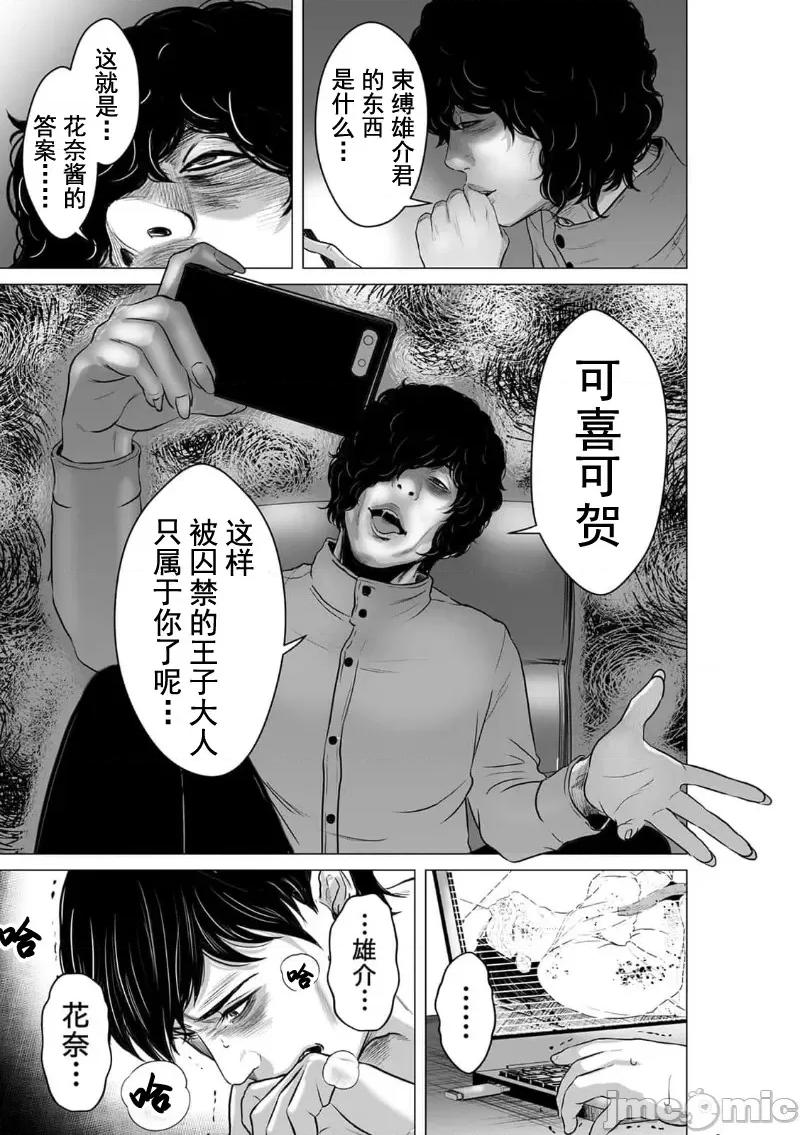 束缚雄介君
的东西
是什么…
这就是…
花奈酱的
答案……
可喜可贺
这样
被囚禁的王子大人
只属于你了呢…
……
…雄介…
花奈…
哈
哈
哈
jmcomic